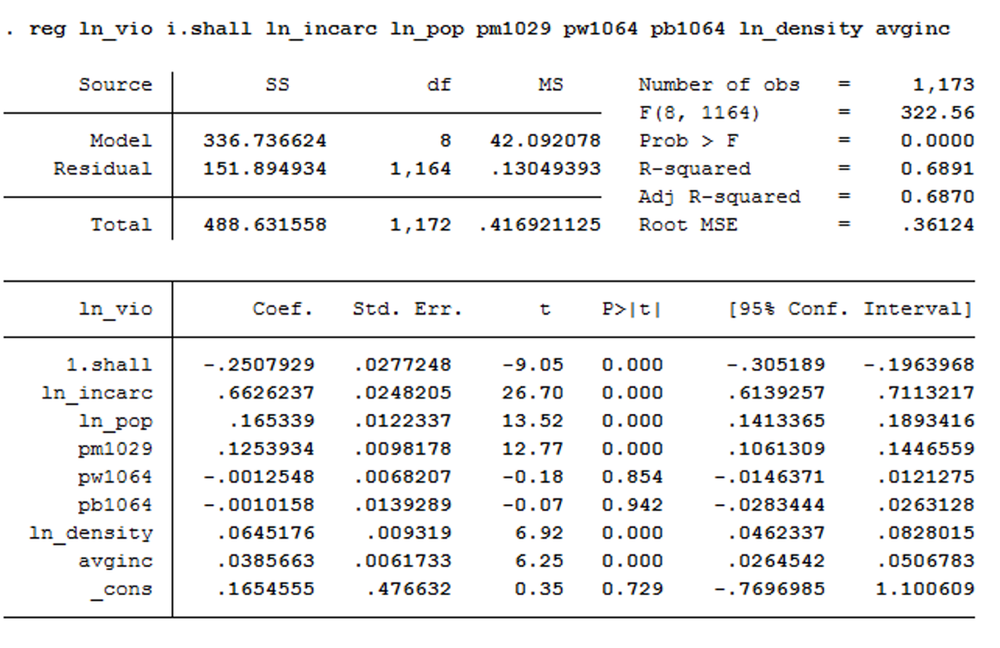 . reg ln_vio i.shall ln_incarc ln_pop pm1029 pw1064 pb1064 ln_density avginc
Source SS df MS Number of obs = 1,173
F(8, 1164) = 322.56
Model 336.736624 8 42.092078 Prob > F = 0.0000
Residual 151.894934 1,164 .13049393 R-squared = 0.6891
Adj R-squared = 0.6870
Total 488.631558 1,172 .416921125 Root MSE = .36124
ln_vio Coef. Std. Err. t P>|t| [95% Conf. Interval]
1.shall -.2507929 .0277248 -9.05 0.000 -.305189 -.1963968
ln_incarc .6626237 .0248205 26.70 0.000 .6139257 .7113217
ln_pop .165339 .0122337 13.52 0.000 .1413365 .1893416
pm1029 .1253934 .0098178 12.77 0.000 .1061309 .1446559
pw1064 -.0012548 .0068207 -0.18 0.854 -.0146371 .0121275
pb1064 -.0010158 .0139289 -0.07 0.942 -.0283444 .0263128
ln_density .0645176 .009319 6.92 0.000 .0462337 .0828015
avginc .0385663 .0061733 6.25 0.000 .0264542 .0506783
_cons .1654555 .476632 0.35 0.729 -.7696985 1.100609